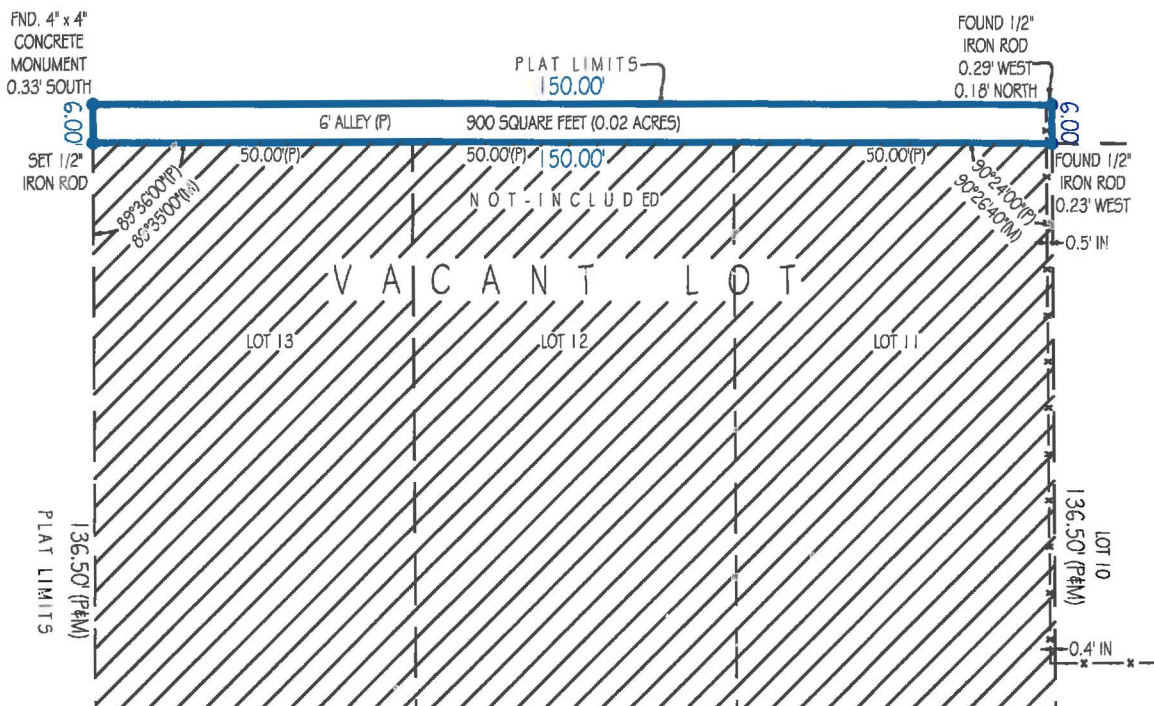 FND. 4" x 4"
CONCRETE
MONUMENT
0.33' SOUTH
PLAT LIMITS
150.00'
FOUND 1/2"
IRON ROD
0.29' WEST
0.18' NORTH
6.00'
6' ALLEY (P)
900 SQUARE FEET (0.02 ACRES)
6.00'
SET 1/2"
IRON ROD
50.00'(P)
50.00'(P)
150.00'
50.00'(P)
FOUND 1/2"
IRON ROD
0.23' WEST
89°36'00"(P)
89°35'00"(M)
NOT-INCLUDED
90°24'00"(P)
90°26'40"(M)
0.5' IN
VACANT LOT
LOT 13
LOT 12
LOT 11
PLAT LIMITS
136.50' (P&M)
136.50' (P&M)
LOT 10
0.4' IN